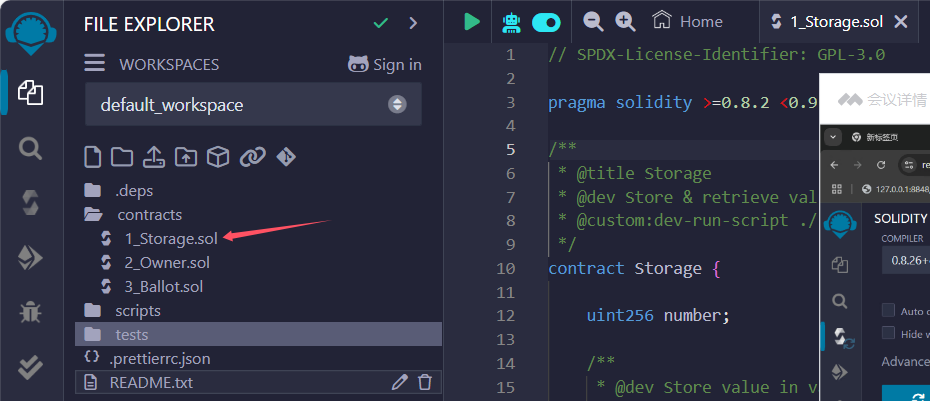 FILE EXPLORER
WORKSPACES
Sign in
default_workspace
.deps
contracts
1_Storage.sol
2_Owner.sol
3_Ballot.sol
scripts
tests
{} .prettierrc.json
README.txt
Home
1_Storage.sol
1 // SPDX-License-Identifier: GPL-3.0
2
3 pragma solidity >=0.8.2 <0.9
4
5 /**
6 * @title Storage
7 * @dev Store & retrieve val
8 * @custom:dev-run-script ./
9 */
10 contract Storage {
11
12 uint256 number;
13
14 /**
15 * @dev Store value in v
会议详情
新标签页
re
127.0.0.1:8848/
SOLIDITY
COMPILER
0.8.26+
Auto c
Hide w
Advance